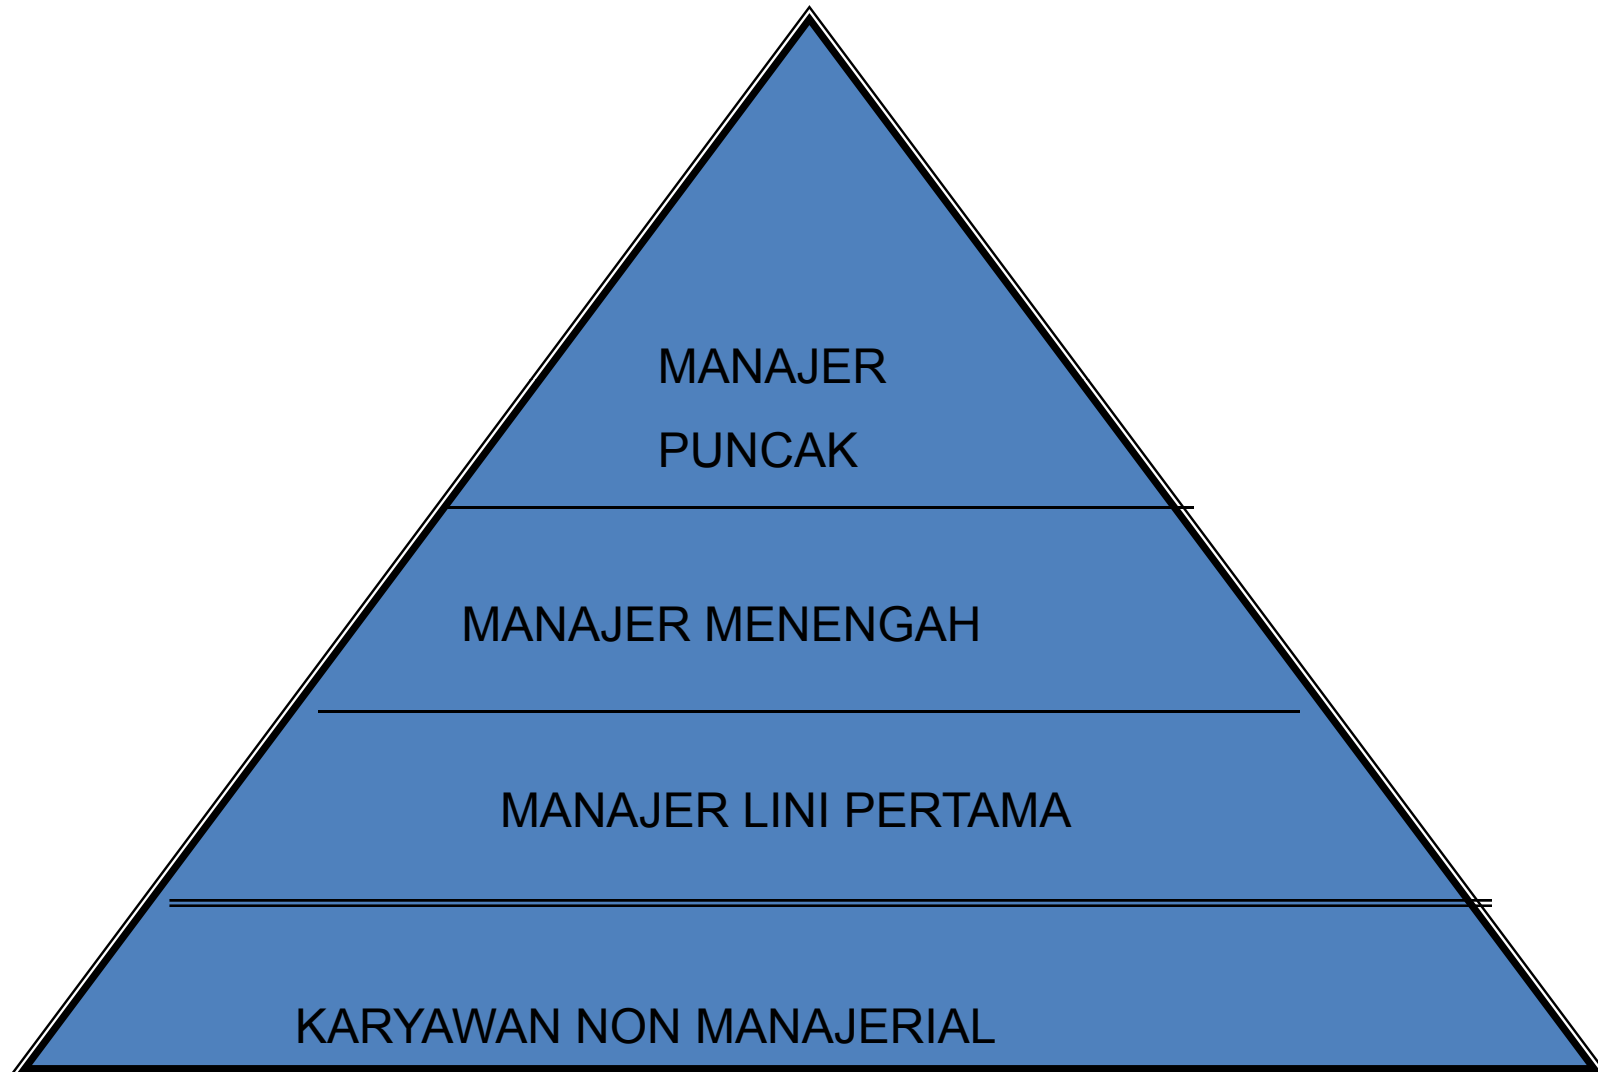 MANAJER
PUNCAK
MANAJER MENENGAH
MANAJER LINI PERTAMA
KARYAWAN NON MANAJERIAL